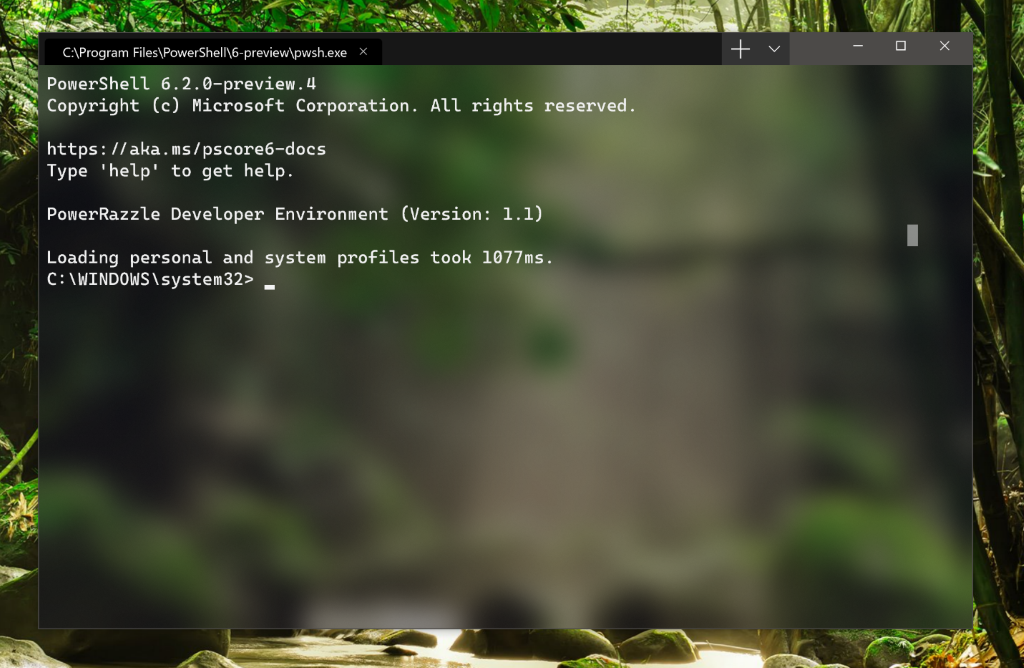 C:\Program Files\PowerShell\6-preview\pwsh.exe
PowerShell 6.2.0-preview.4
Copyright (c) Microsoft Corporation. All rights reserved.
https://aka.ms/pscore6-docs
Type 'help' to get help.
PowerRazzle Developer Environment (Version: 1.1)
Loading personal and system profiles took 1077ms.
C:\WINDOWS\system32>